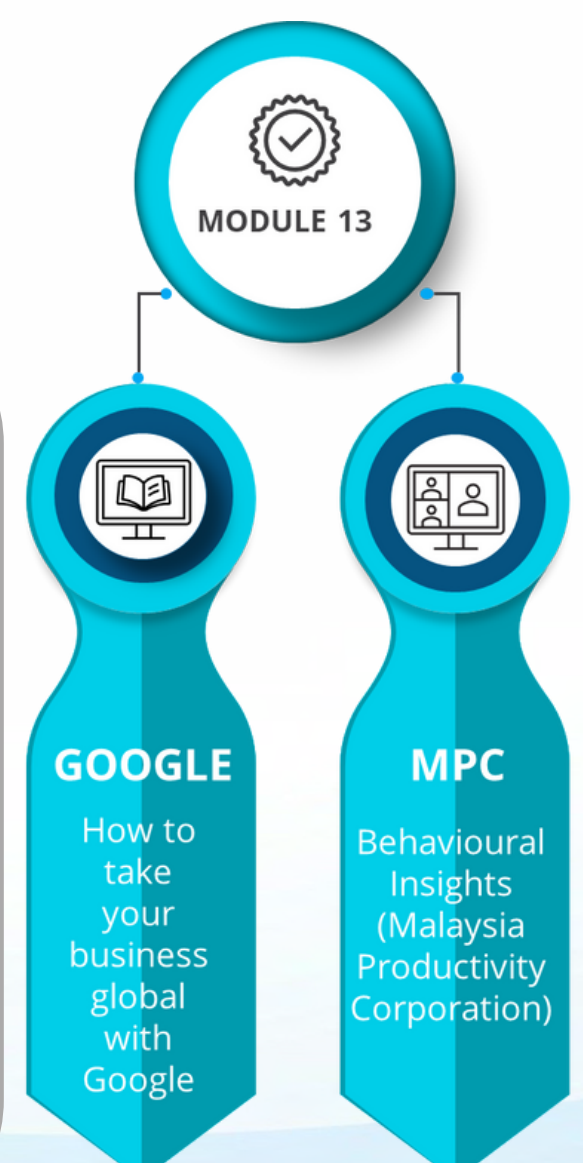 MODULE 13
GOOGLE
How to
take
your
business
global
with
Google
MPC
Behavioural
Insights
(Malaysia
Productivity
Corporation)